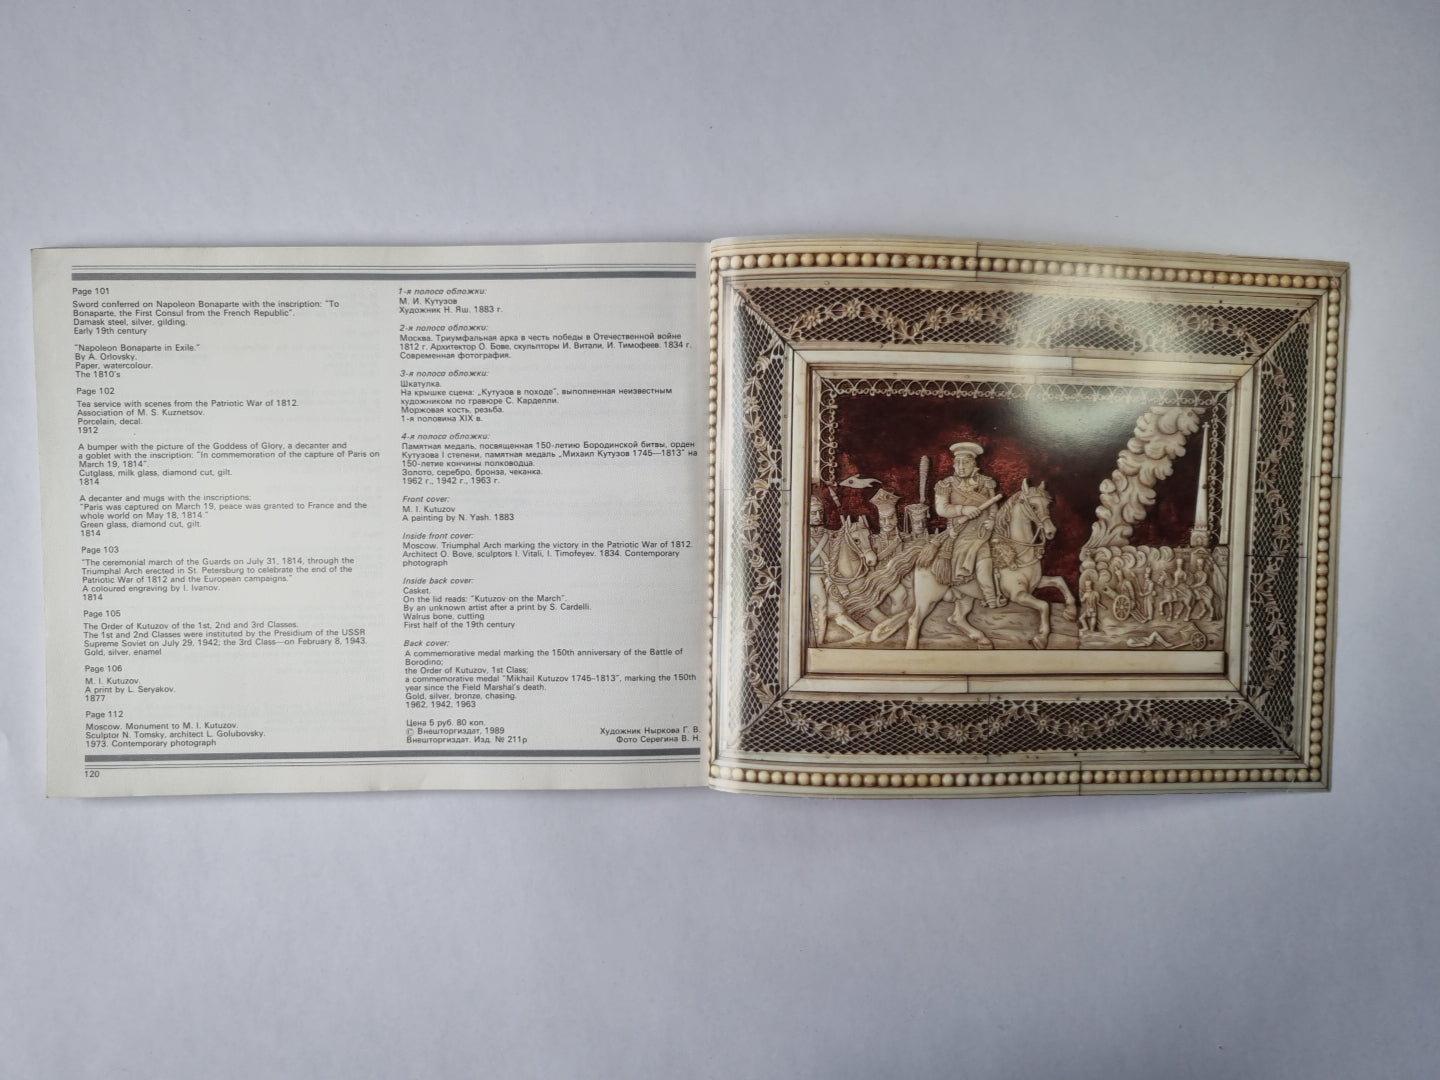 Page 101
Sword conferred on Napoleon Bonaparte with the inscription: "To
Bonaparte, the First Consul from the French Republic".
Damask steel, silver, gilding.
Early 19th century
"Napoleon Bonaparte in Exile."
By A. Orlovsky.
Paper, watercolour.
The 1810's
Page 102
Tea service with scenes from the Patriotic War of 1812.
Association of M. S. Kuznetsov.
Porcelain, decal.
1912
A bumper with the picture of the Goddess of Glory, a decanter and
a goblet with the inscription: "In commemoration of the capture of Paris on
March 19, 1814".
Cutglass, milk glass, diamond cut, gilt.
1814
A decanter and mugs with the inscriptions:
"Paris was captured on March 19, peace was granted to France and the
whole world on May 18, 1814."
Green glass, diamond cut, gilt.
1814
Page 103
"The ceremonial march of the Guards on July 31, 1814, through the
Triumphal Arch erected in St. Petersburg to celebrate the end of the
Patriotic War of 1812 and the European campaigns."
A coloured engraving by I. Ivanov.
1814
Page 105
The Order of Kutuzov of the 1st, 2nd and 3rd Classes.
The 1st and 2nd Classes were instituted by the Presidium of the USSR
Supreme Soviet on July 29, 1942; the 3rd Class—on February 8, 1943.
Gold, silver, enamel
Page 106
M. I. Kutuzov.
A print by L. Seryakov.
1877
Page 112
Moscow. Monument to M. I. Kutuzov.
Sculptor N. Tomsky, architect L. Golubovsky.
1973. Contemporary photograph
120
1-я полоса обложки:
М. И. Кутузов
Художник Н. Яш. 1883 г.
2-я полоса обложки:
Москва. Триумфальная арка в честь победы в Отечественной войне
1812 г. Архитектор О. Бове, скульпторы И. Витали, И. Тимофеев. 1834 г.
Современная фотография.
3-я полоса обложки:
Шкатулка.
На крышке сцена: „Кутузов в походе", выполненная неизвестным
художником по гравюре С. Карделли.
Моржовая кость, резьба.
1-я половина XIX в.
4-я полоса обложки:
Памятная медаль, посвященная 150-летию Бородинской битвы, орден
Кутузова I степени, памятная медаль „Михаил Кутузов 1745—1813" на
150-летие кончины полководца.
Золото, серебро, бронза, чеканка.
1962 г., 1942 г., 1963 г.
Front cover:
M. I. Kutuzov
A painting by N. Yash. 1883
Inside front cover:
Moscow. Triumphal Arch marking the victory in the Patriotic War of 1812.
Architect O. Bove, sculptors I. Vitali, I. Timofeyev. 1834. Contemporary
photograph
Inside back cover:
Casket.
On the lid reads: "Kutuzov on the March".
By an unknown artist after a print by S. Cardelli.
Walrus bone, cutting
First half of the 19th century
Back cover:
A commemorative medal marking the 150th anniversary of the Battle of
Borodino;
the Order of Kutuzov, 1st Class;
a commemorative medal "Mikhail Kutuzov 1745–1813", marking the 150th
year since the Field Marshal's death.
Gold, silver, bronze, chasing.
1962, 1942, 1963
Цена 5 руб. 80 коп.
© Внешторгиздат, 1989
Внешторгиздат. Изд. № 211р
Художник Ныркова Г. В.
Фото Серегина В. Н.